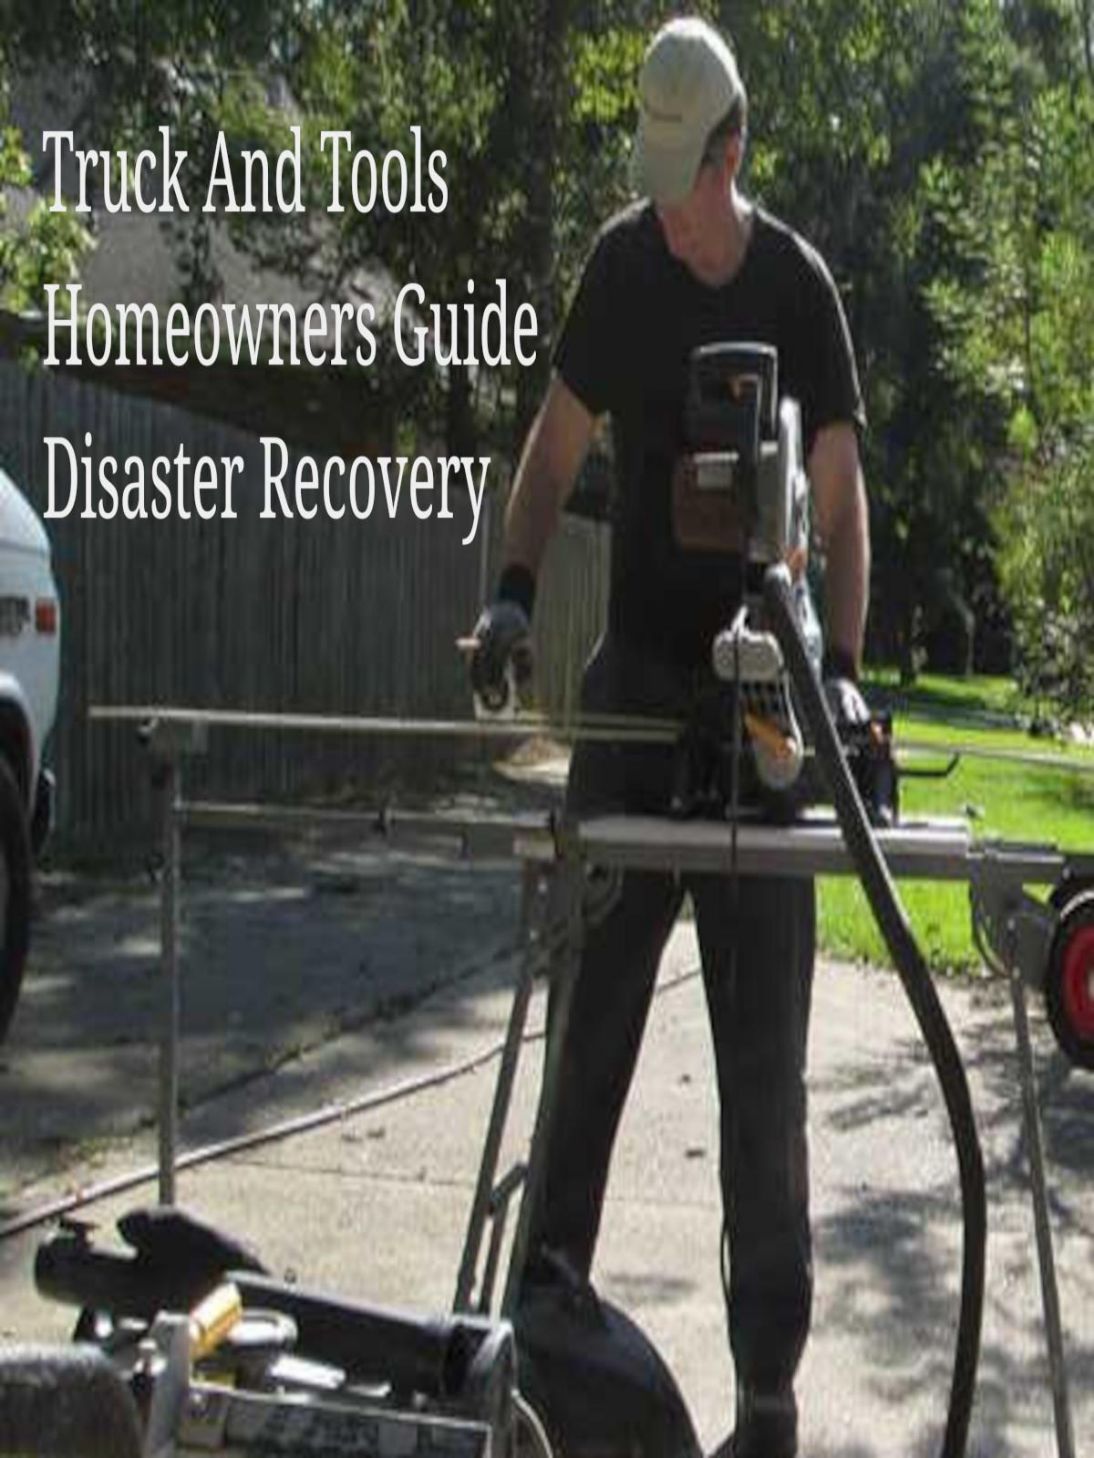 Truck And Tools
Homeowners Guide
Disaster Recovery